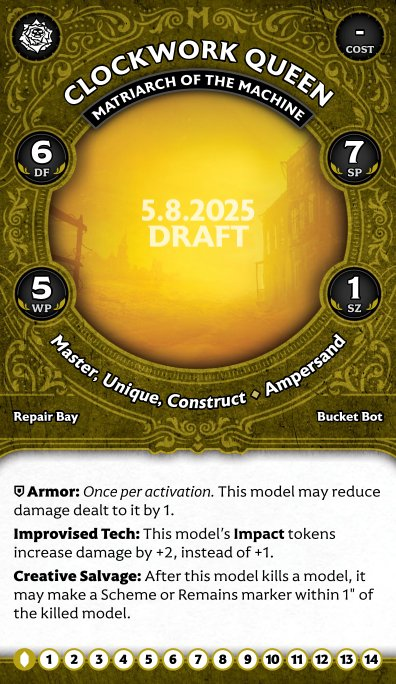 -
COST
CLOCKWORK QUEEN
MATRIARCH OF THE MACHINE
6
DF
7
SP
5.8.2025
DRAFT
5
WP
1
SZ
Master, Unique, Construct ⬥ Ampersand
Repair Bay
Bucket Bot
Armor: Once per activation. This model may reduce
damage dealt to it by 1.
Improvised Tech: This model's Impact tokens
increase damage by +2, instead of +1.
Creative Salvage: After this model kills a model, it
may make a Scheme or Remains marker within 1" of
the killed model.
1 2 3 4 5 6 7 8 9 10 11 12 13 14